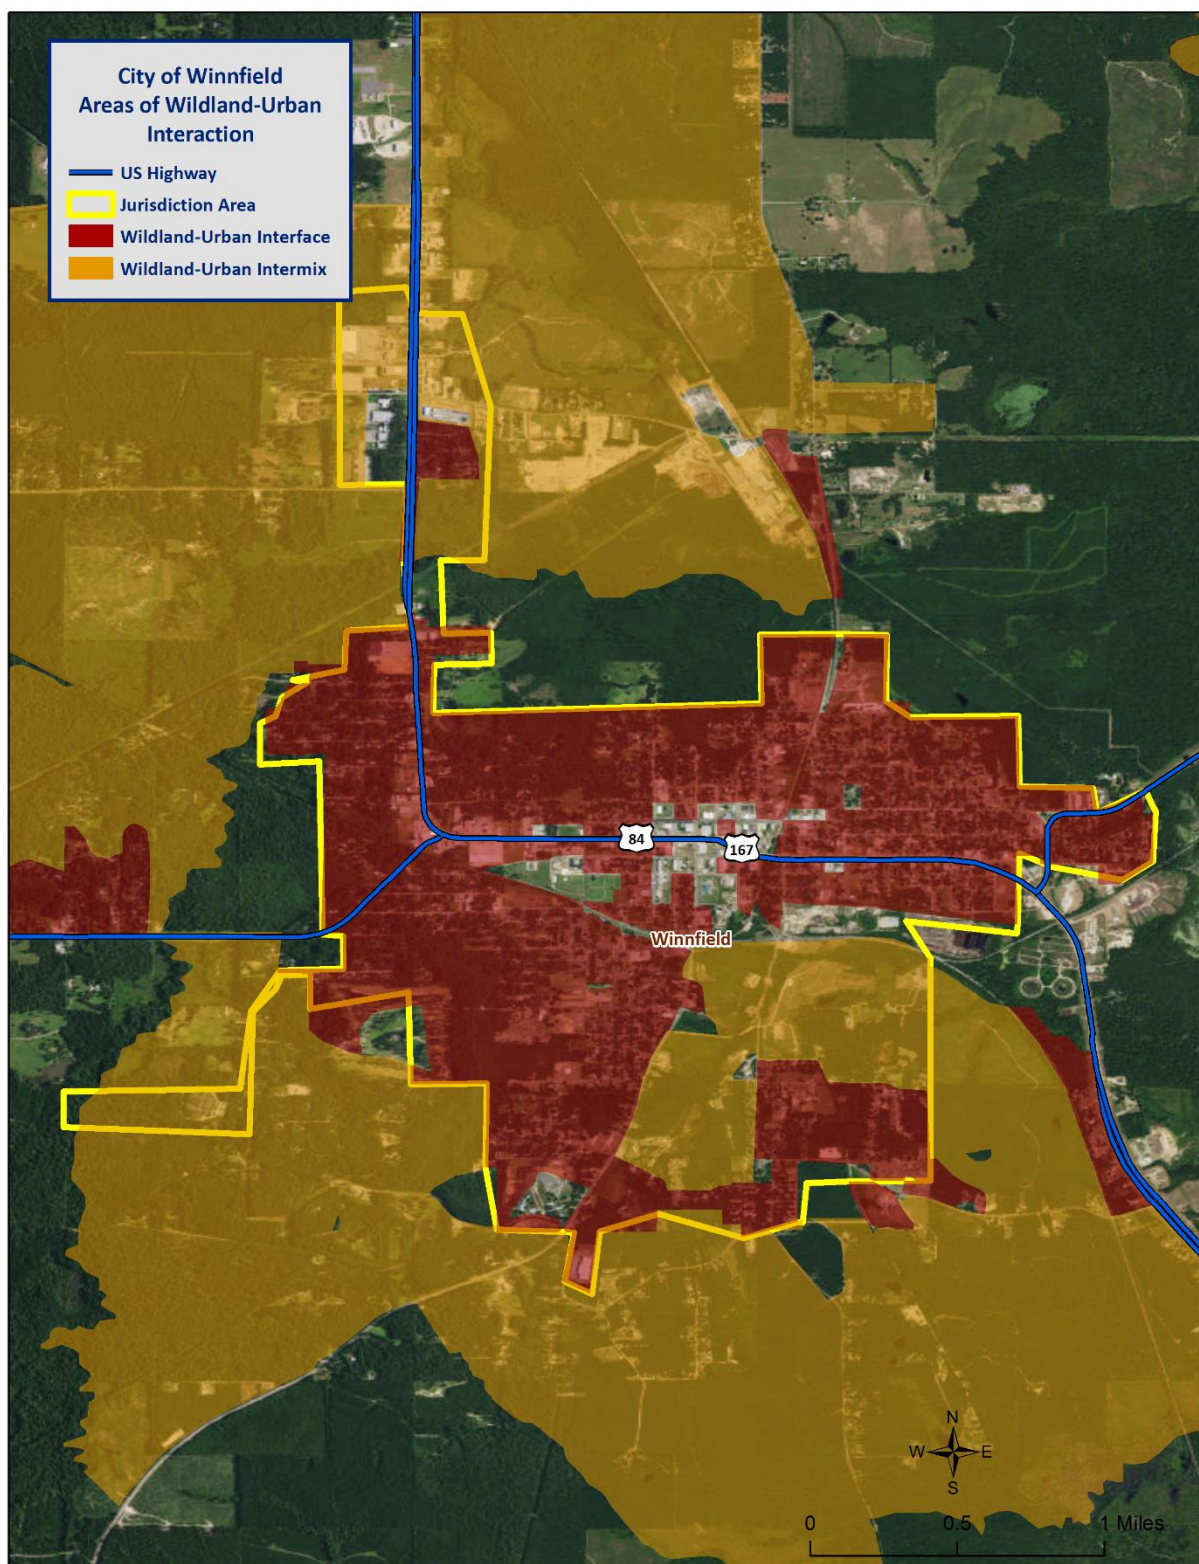 City of Winnfield
Areas of Wildland-Urban
Interaction
US Highway
Jurisdiction Area
Wildland-Urban Interface
Wildland-Urban Intermix
84
167
Winnfield
N
W E
S
0 0.5 1 Miles